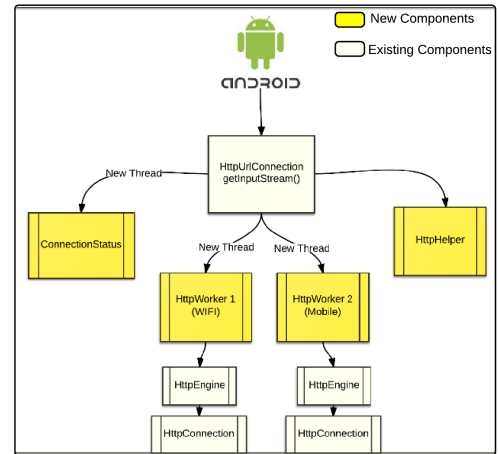 New Components
Existing Components
ANDROID
HttpUrlConnection
getInputStream()
New Thread
ConnectionStatus
HttpHelper
New Thread
New Thread
HttpWorker 1
(WIFI)
HttpWorker 2
(Mobile)
HttpEngine
HttpEngine
HttpConnection
HttpConnection